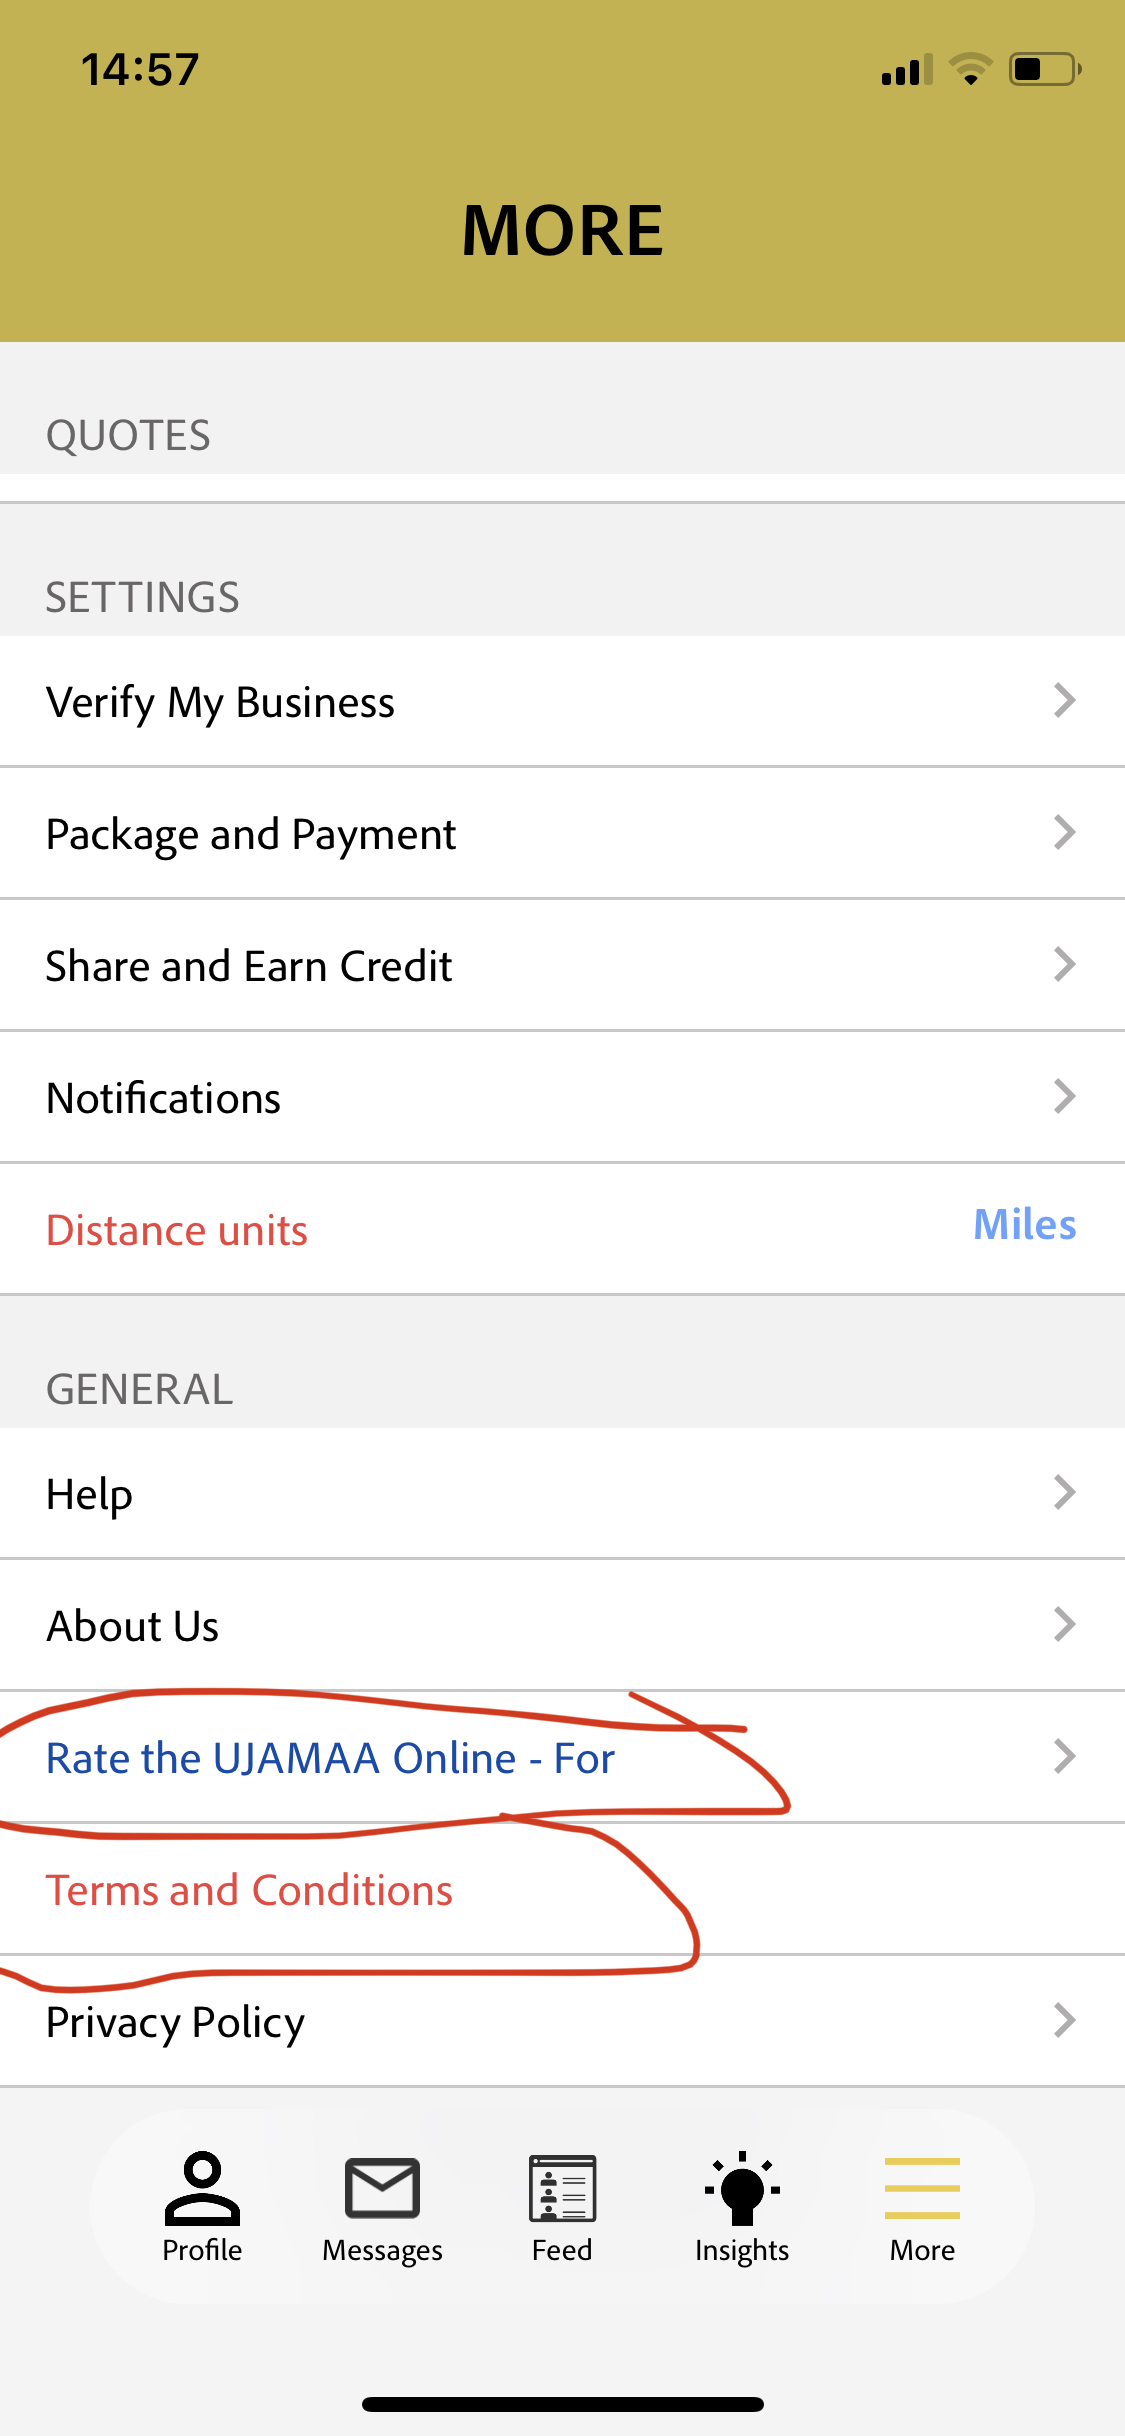 14:57
MORE
QUOTES
SETTINGS
Verify My Business
Package and Payment
Share and Earn Credit
Notifications
Distance units Miles
GENERAL
Help
About Us
Rate the UJAMAA Online - For
Terms and Conditions
Privacy Policy
Profile Messages Feed Insights More